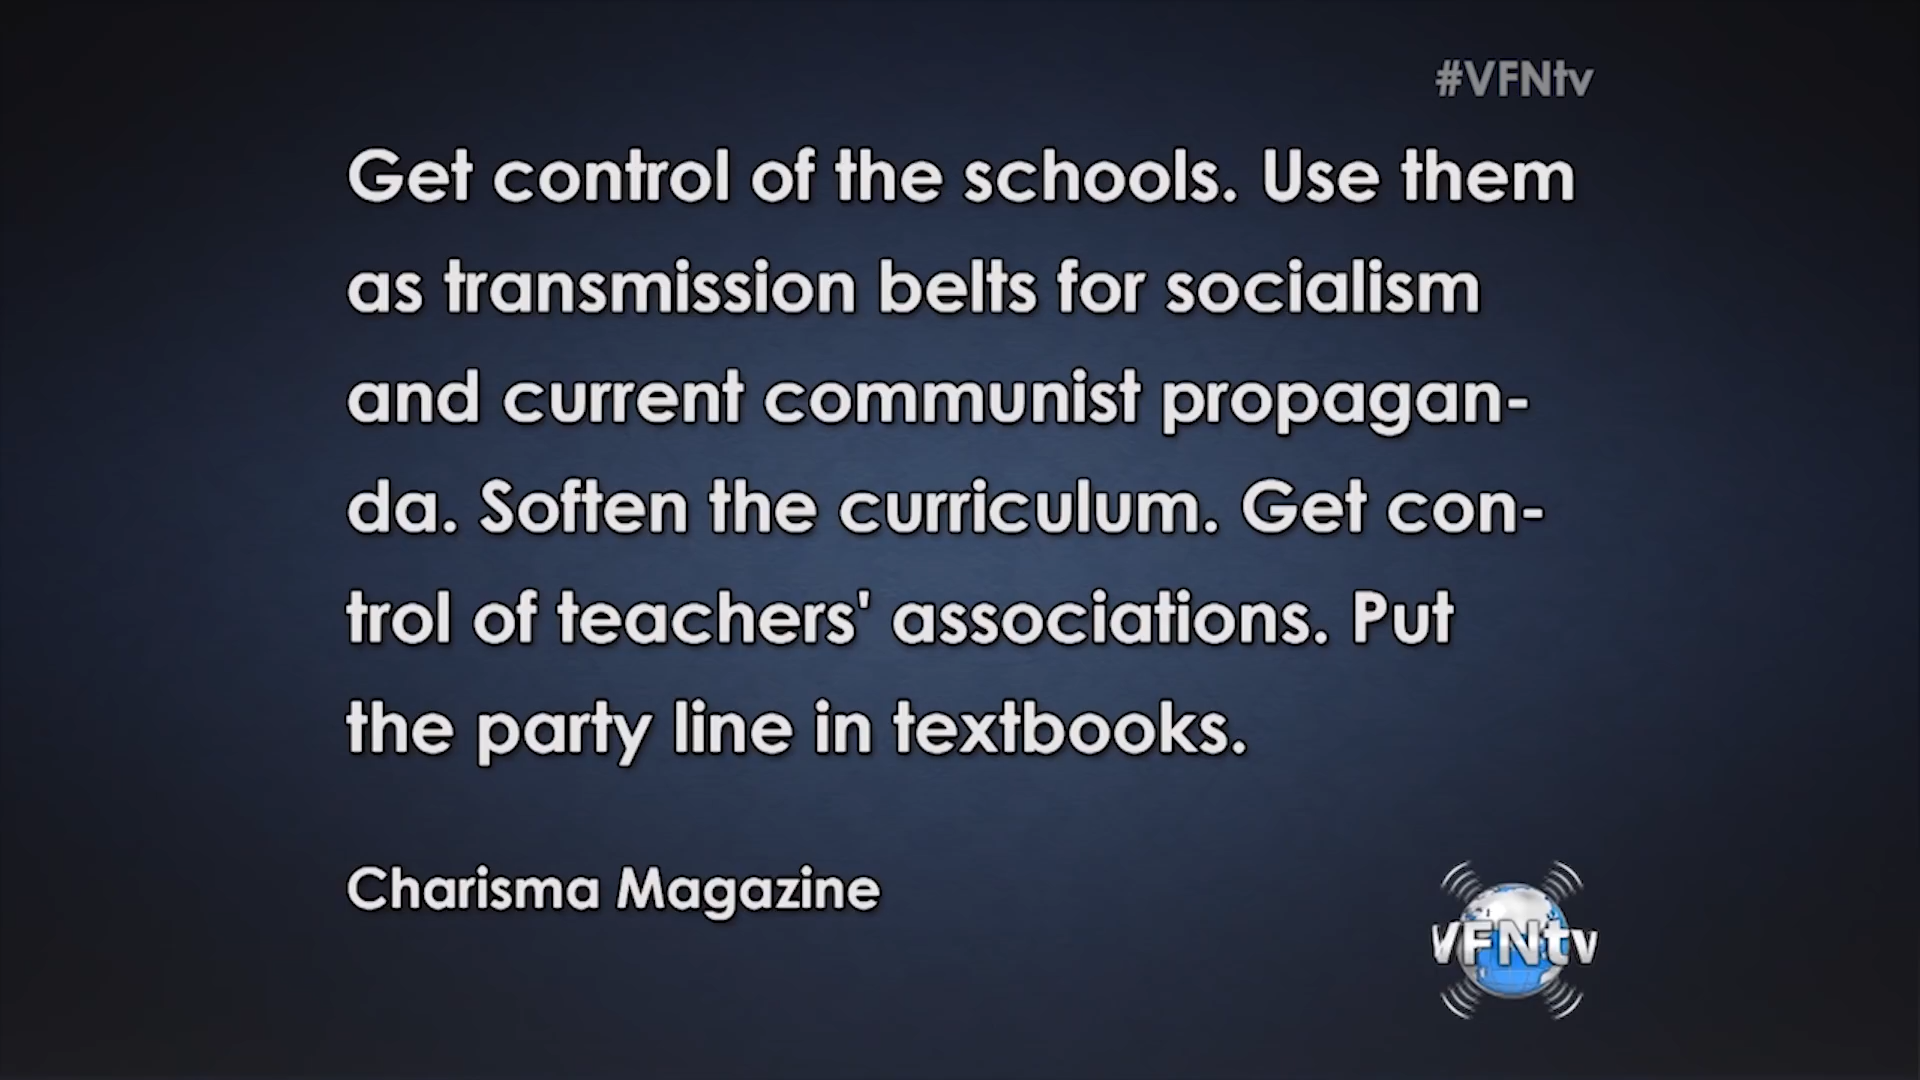 #VFNtv
Get control of the schools. Use them
as transmission belts for socialism
and current communist propagan-
da. Soften the curriculum. Get con-
trol of teachers' associations. Put
the party line in textbooks.
Charisma Magazine
VFNtv